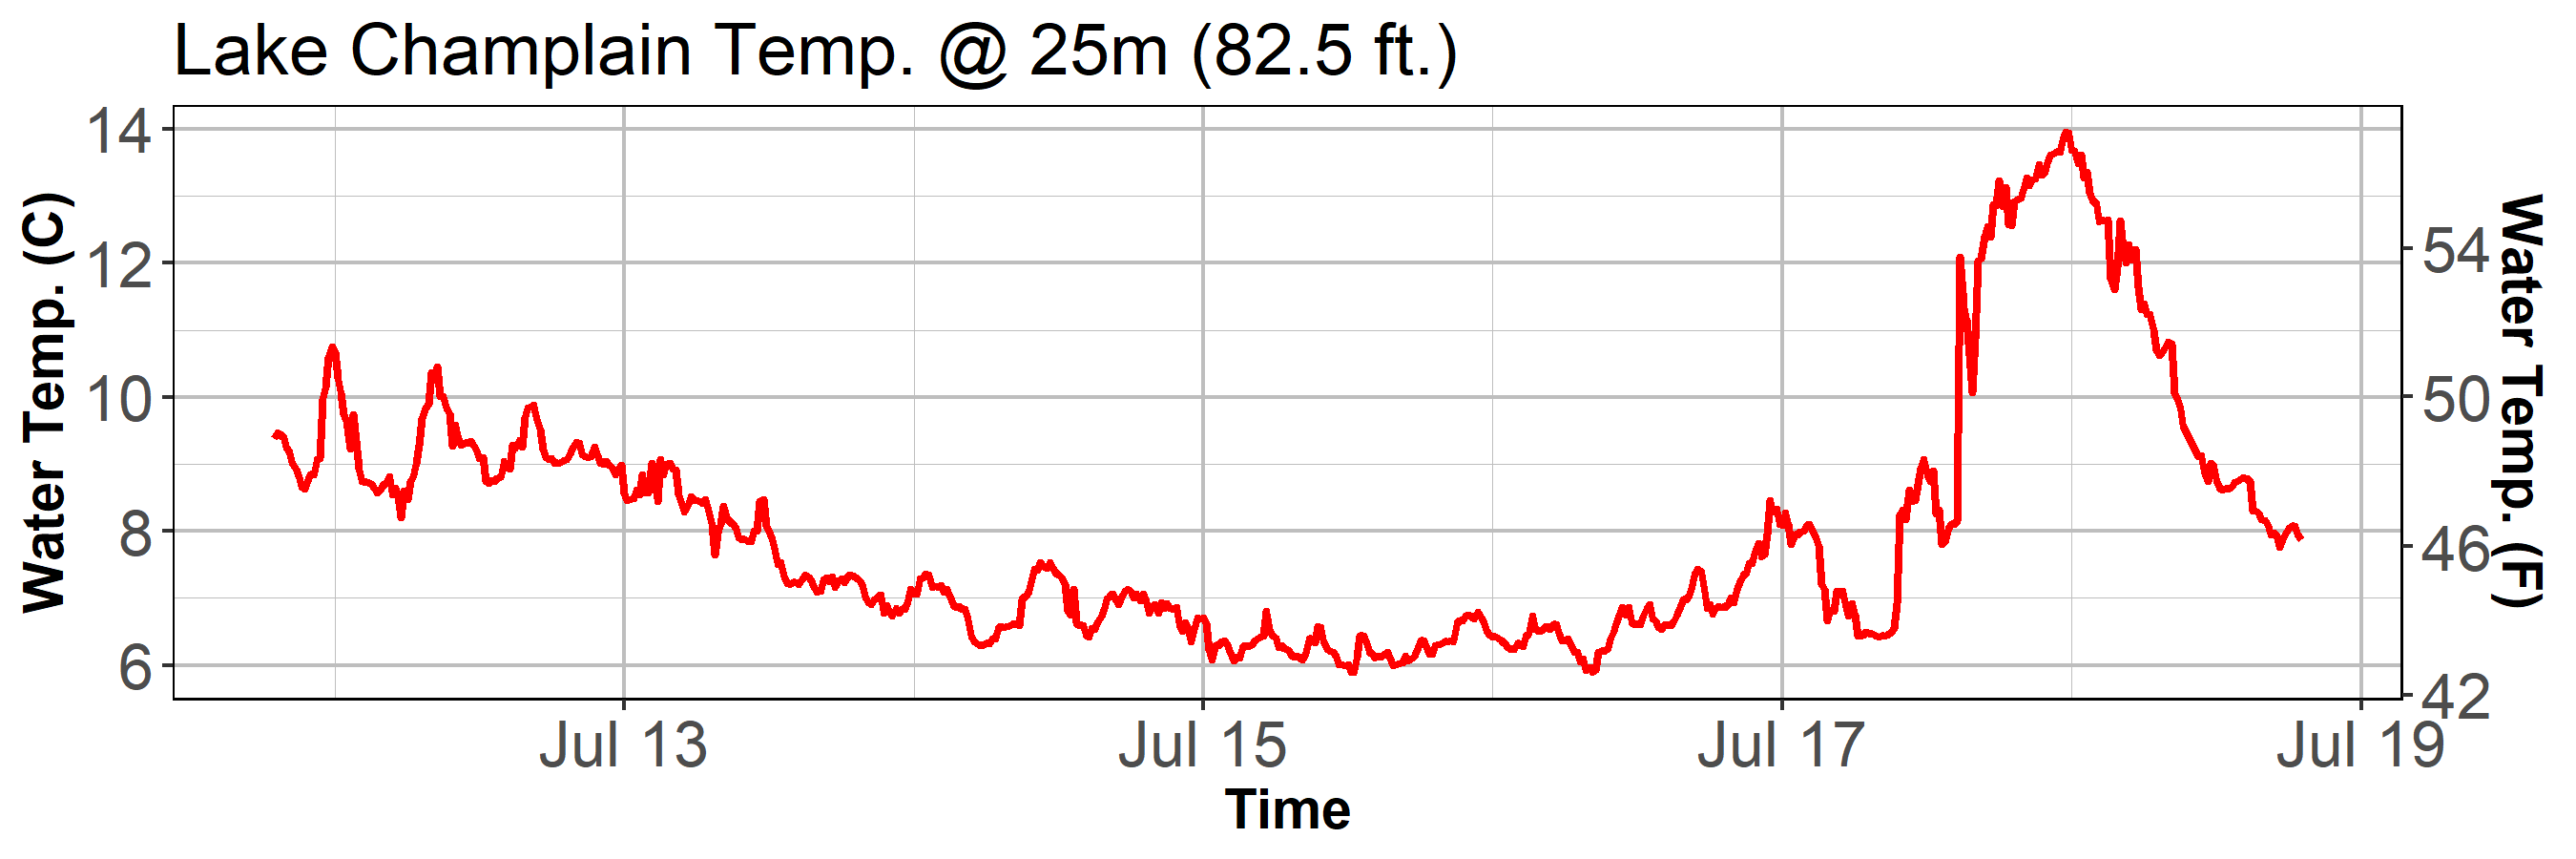 Lake Champlain Temp. @ 25m (82.5 ft.)
Water Temp. (C)
14
12
10
8
6
54
50
46
42
Water Temp. (F)
Jul 13 Jul 15 Jul 17 Jul 19
Time